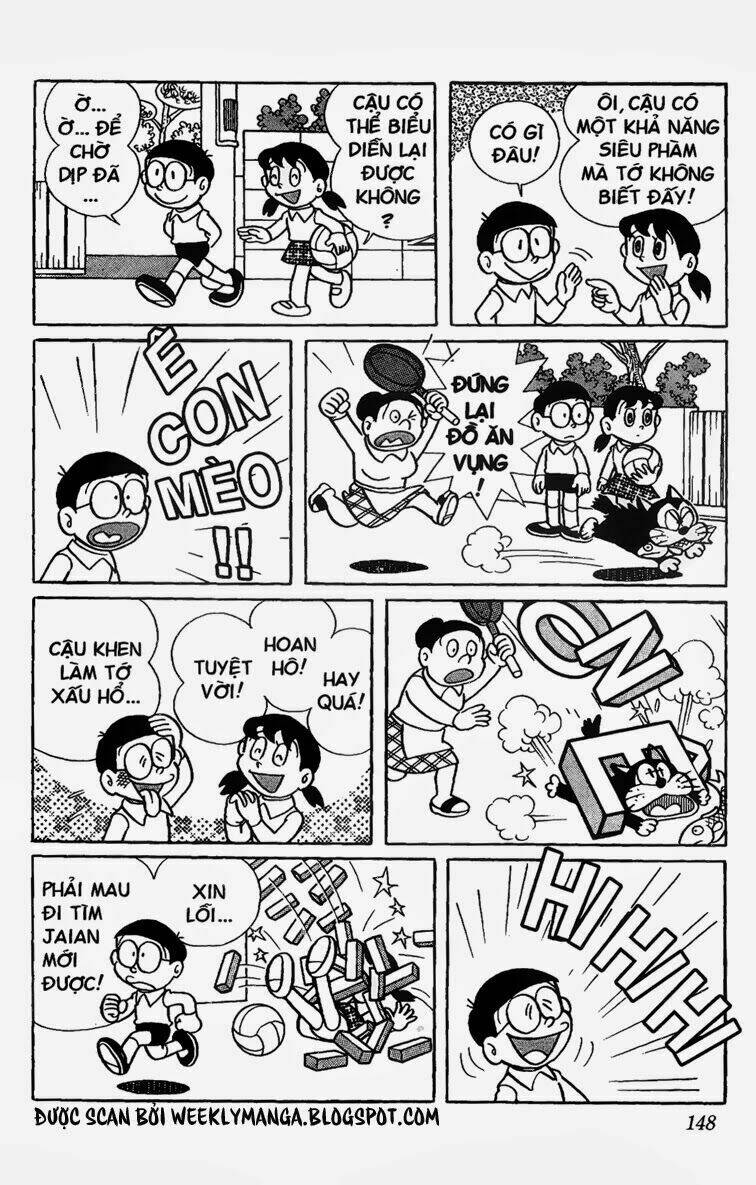 ÔI, CẬU CÓ
MỘT KHẢ NĂNG
SIÊU PHẦM
MÀ TỚ KHÔNG
BIẾT ĐẤY!
CÓ GÌ
ĐÂU!
CẬU CÓ
THỂ BIỂU
DIỄN LẠI
ĐƯỢC
KHÔNG
?
Ờ...
Ờ... ĐỂ
CHỜ
DỊP ĐÃ
...
ĐỨNG
LẠI
ĐỒ ĂN
VỤNG
!
Ê
CON
MÈO
!!
ON
HOAN
HÔ!
TUYỆT
VỜI!
HAY
QUÁ!
CẬU KHEN
LÀM TỚ
XẤU HỔ...
HI HI HI
XIN
LỖI...
PHẢI MAU
ĐI TÌM
JAIAN
MỚI
ĐƯỢC!
ĐƯỢC SCAN BỞI WEEKLYMANGA.BLOGSPOT.COM
148